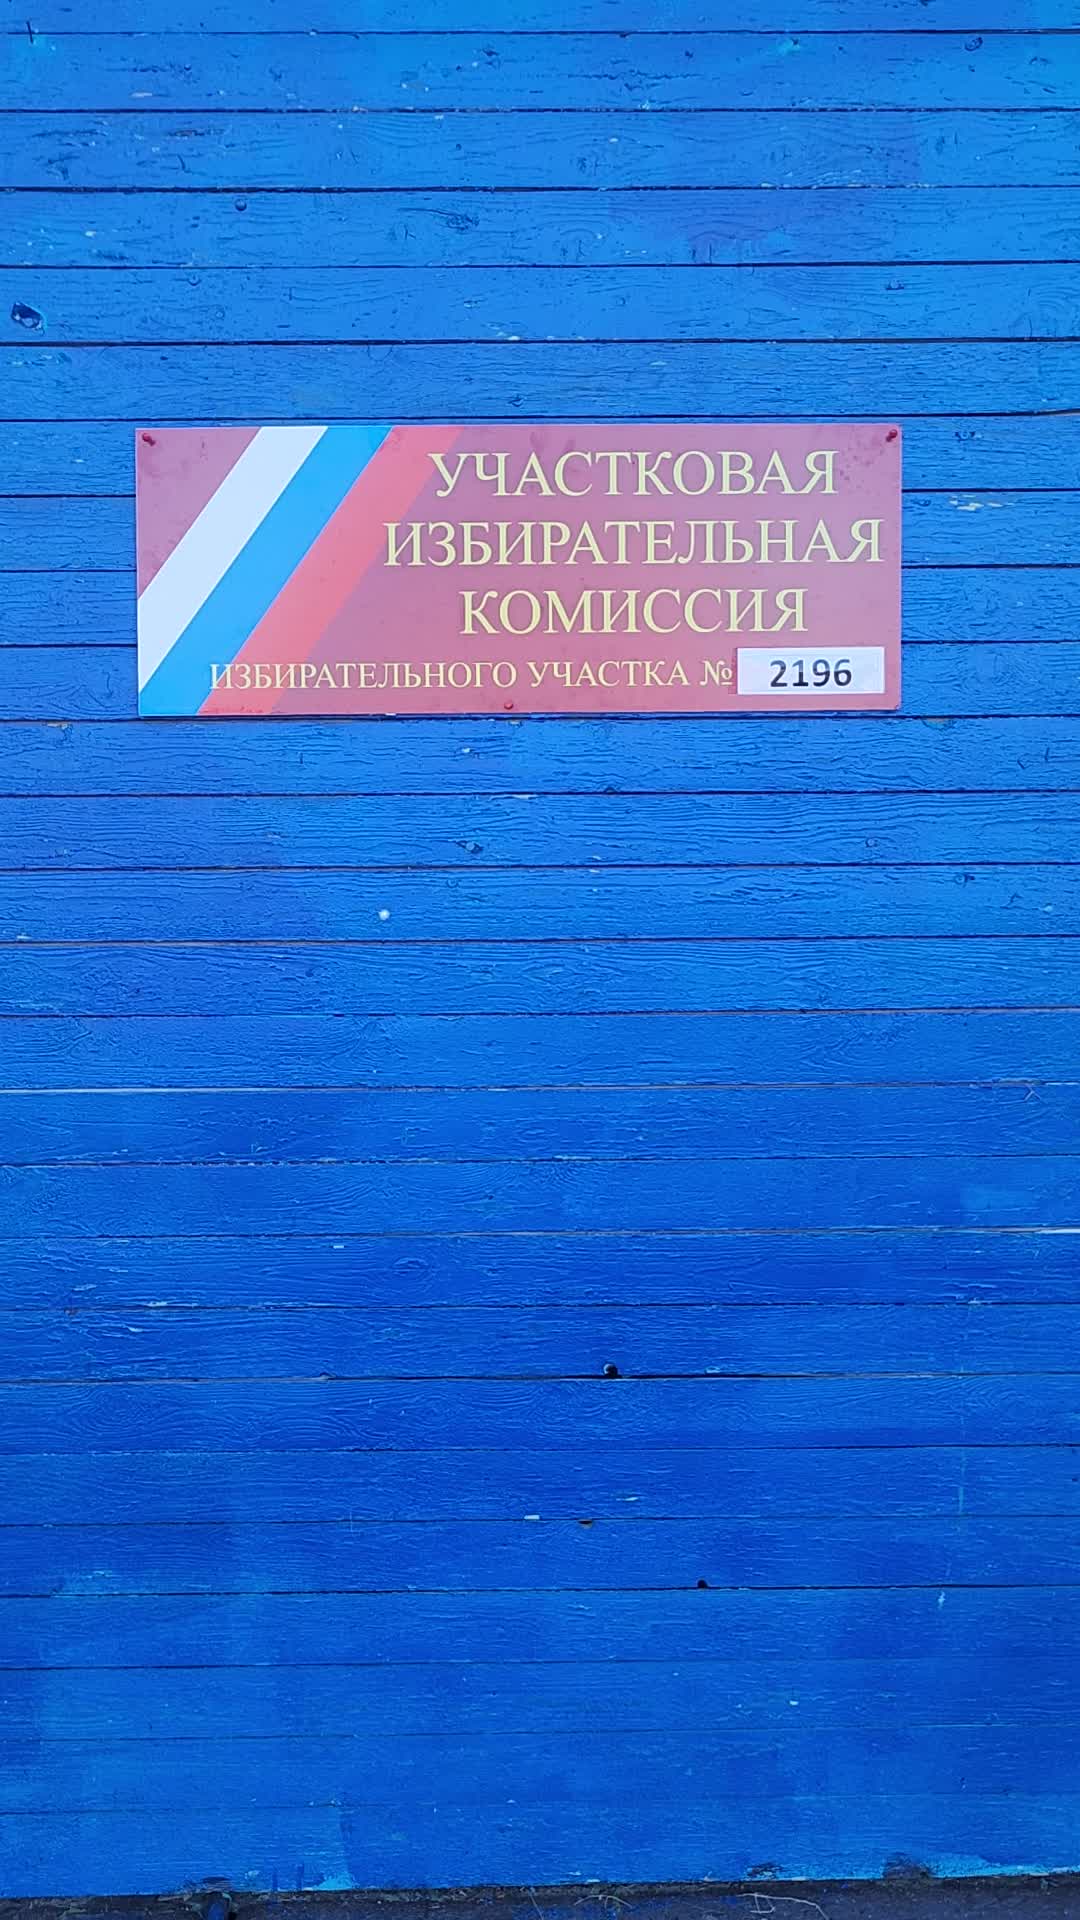 УЧАСТКОВАЯ
ИЗБИРАТЕЛЬНАЯ
КОМИССИЯ
ИЗБИРАТЕЛЬНОГО УЧАСТКА № 2196